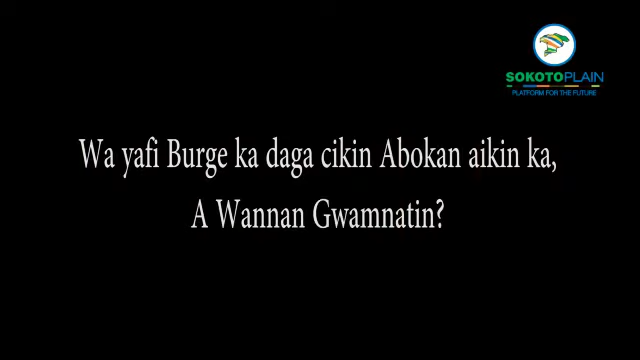 SOKOTOPLAIN
PLATFORM FOR THE FUTURE
Wa yafi Burge ka daga cikin Abokan aikin ka,
A Wannan Gwamnatin?